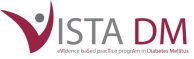 VISTA DM
eVidence baSed pracTice progrAm in Diabetes Mellitus